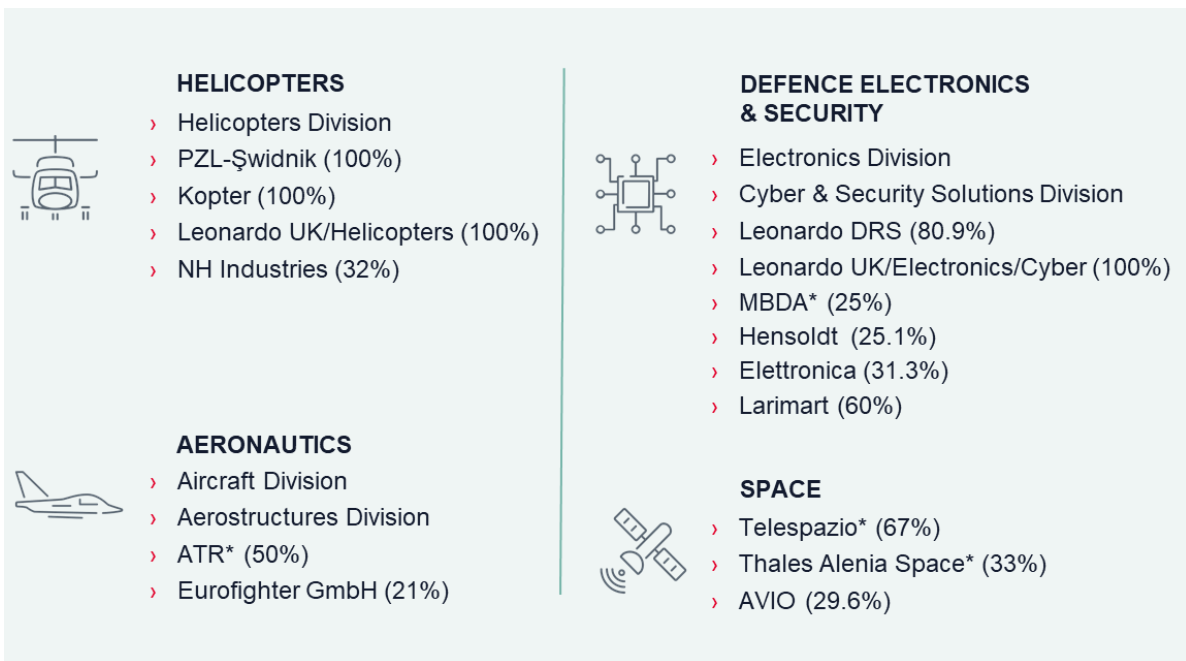 HELICOPTERS
› Helicopters Division
› PZL-Şwidnik (100%)
› Kopter (100%)
› Leonardo UK/Helicopters (100%)
› NH Industries (32%)
AERONAUTICS
› Aircraft Division
› Aerostructures Division
› ATR* (50%)
› Eurofighter GmbH (21%)
DEFENCE ELECTRONICS
& SECURITY
› Electronics Division
› Cyber & Security Solutions Division
› Leonardo DRS (80.9%)
› Leonardo UK/Electronics/Cyber (100%)
› MBDA* (25%)
› Hensoldt (25.1%)
› Elettronica (31.3%)
› Larimart (60%)
SPACE
› Telespazio* (67%)
› Thales Alenia Space* (33%)
› AVIO (29.6%)